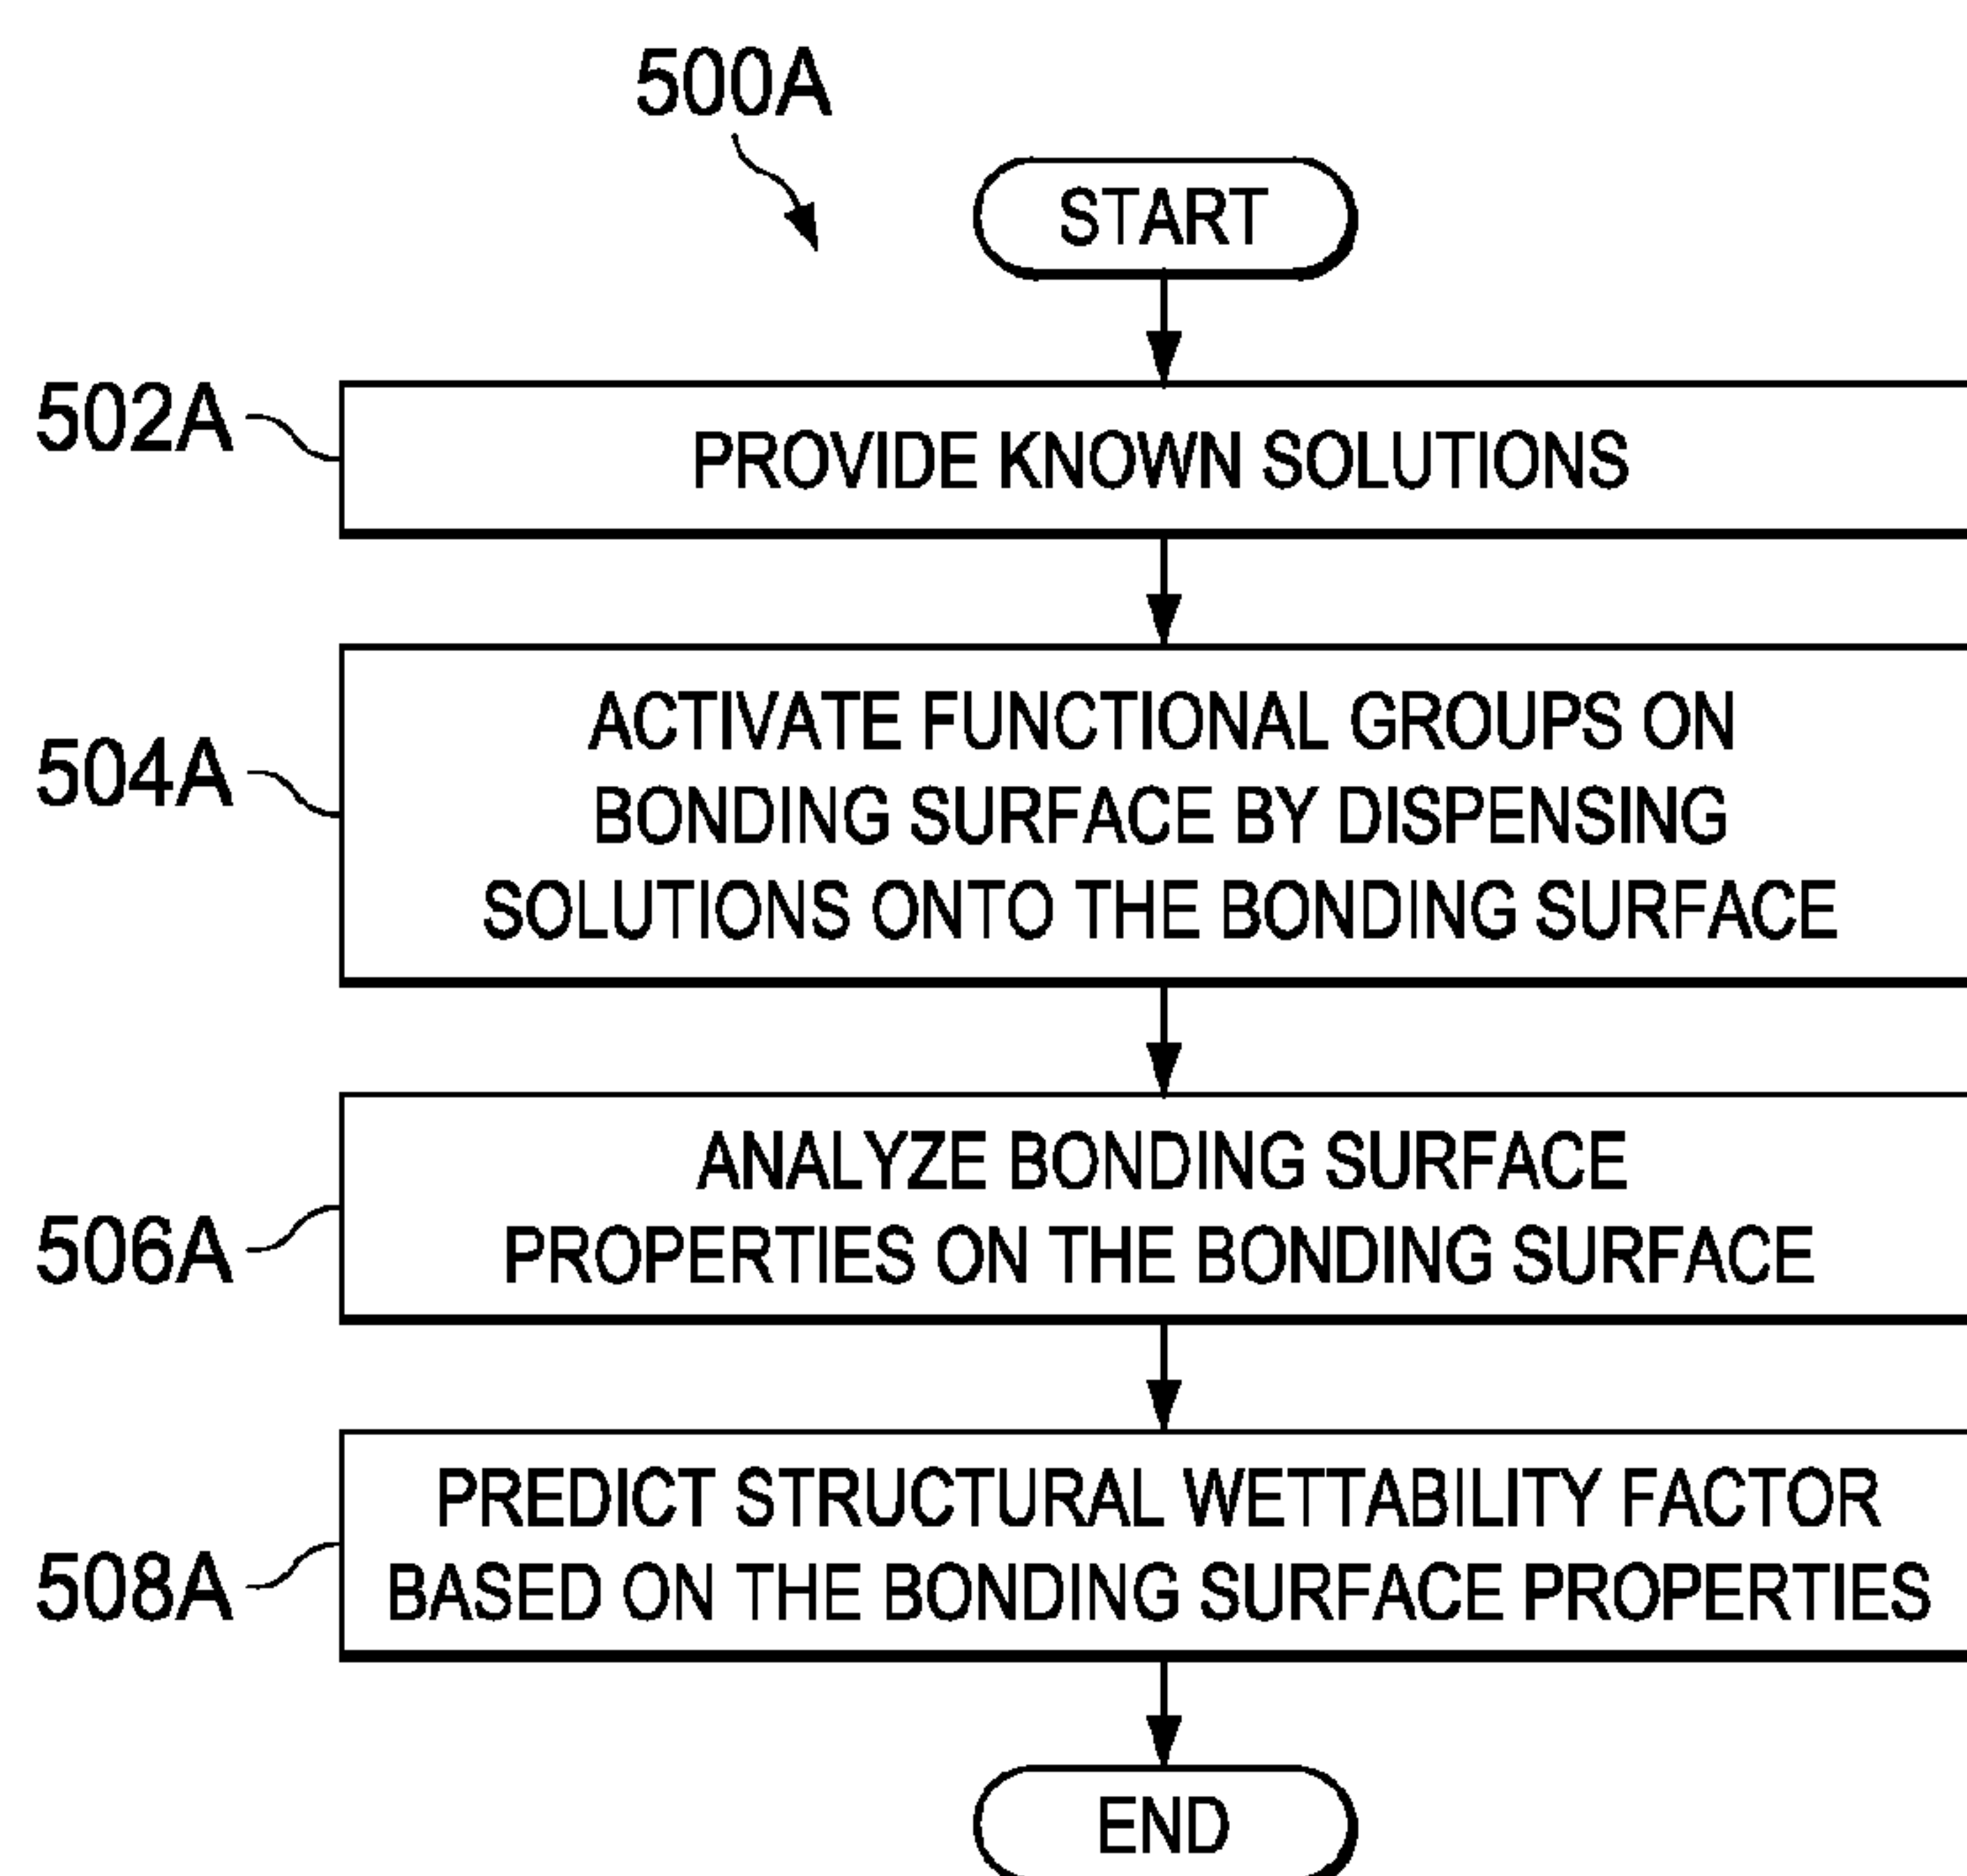 500A
START
502A
PROVIDE KNOWN SOLUTIONS
504A
ACTIVATE FUNCTIONAL GROUPS ON
BONDING SURFACE BY DISPENSING
SOLUTIONS ONTO THE BONDING SURFACE
506A
ANALYZE BONDING SURFACE
PROPERTIES ON THE BONDING SURFACE
508A
PREDICT STRUCTURAL WETTABILITY FACTOR
BASED ON THE BONDING SURFACE PROPERTIES
END